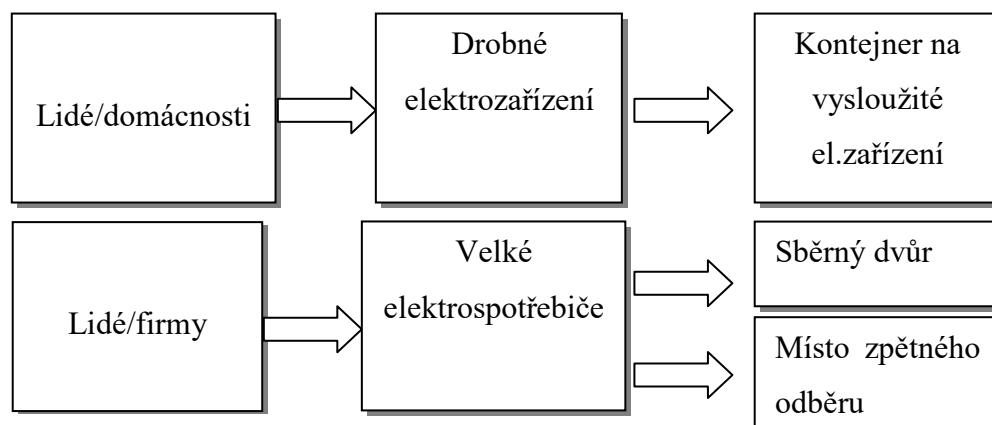 Lidé/domácnosti
Drobné
elektrozařízení
Kontejner na
vysloužité
el.zařízení
Lidé/firmy
Velké
elektrospotřebiče
Sběrný dvůr
Místo zpětného
odběru